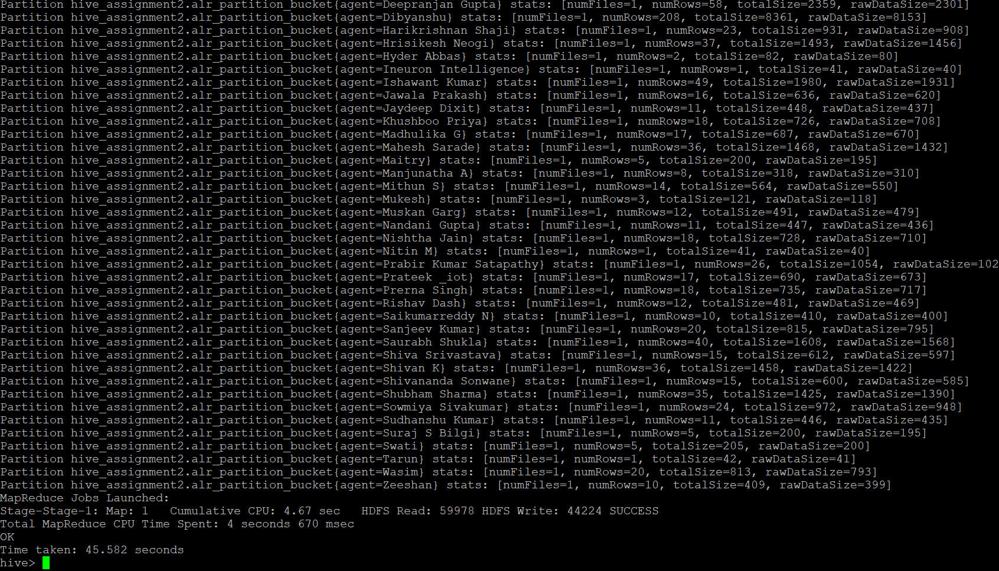 Partition hive_assignment2.alr_partition_bucket{agent=Deepranjan Gupta} stats: [numFiles=1, numRows=58, totalSize=2359, rawDataSize=2301]
Partition hive_assignment2.alr_partition_bucket{agent=Dibyanshu} stats: [numFiles=1, numRows=208, totalSize=8361, rawDataSize=8153]
Partition hive_assignment2.alr_partition_bucket{agent=Harikrishnan Shaji} stats: [numFiles=1, numRows=23, totalSize=931, rawDataSize=908]
Partition hive_assignment2.alr_partition_bucket{agent=Hrisikesh Neogi} stats: [numFiles=1, numRows=37, totalSize=1493, rawDataSize=1456]
Partition hive_assignment2.alr_partition_bucket{agent=Hyder Abbas} stats: [numFiles=1, numRows=2, totalSize=82, rawDataSize=80]
Partition hive_assignment2.alr_partition_bucket{agent=Ineuron Intelligence} stats: [numFiles=1, numRows=1, totalSize=41, rawDataSize=40]
Partition hive_assignment2.alr_partition_bucket{agent=Ishawant Kumar} stats: [numFiles=1, numRows=49, totalSize=1980, rawDataSize=1931]
Partition hive_assignment2.alr_partition_bucket{agent=Jawala Prakash} stats: [numFiles=1, numRows=16, totalSize=636, rawDataSize=620]
Partition hive_assignment2.alr_partition_bucket{agent=Jaydeep Dixit} stats: [numFiles=1, numRows=11, totalSize=448, rawDataSize=437]
Partition hive_assignment2.alr_partition_bucket{agent=Khushboo Priya} stats: [numFiles=1, numRows=18, totalSize=726, rawDataSize=708]
Partition hive_assignment2.alr_partition_bucket{agent=Madhulika G} stats: [numFiles=1, numRows=17, totalSize=687, rawDataSize=670]
Partition hive_assignment2.alr_partition_bucket{agent=Mahesh Sarade} stats: [numFiles=1, numRows=36, totalSize=1468, rawDataSize=1432]
Partition hive_assignment2.alr_partition_bucket{agent=Maitry} stats: [numFiles=1, numRows=5, totalSize=200, rawDataSize=195]
Partition hive_assignment2.alr_partition_bucket{agent=Manjunatha A} stats: [numFiles=1, numRows=8, totalSize=318, rawDataSize=310]
Partition hive_assignment2.alr_partition_bucket{agent=Mithun S} stats: [numFiles=1, numRows=14, totalSize=564, rawDataSize=550]
Partition hive_assignment2.alr_partition_bucket{agent=Mukesh} stats: [numFiles=1, numRows=3, totalSize=121, rawDataSize=118]
Partition hive_assignment2.alr_partition_bucket{agent=Muskan Garg} stats: [numFiles=1, numRows=12, totalSize=491, rawDataSize=479]
Partition hive_assignment2.alr_partition_bucket{agent=Nandani Gupta} stats: [numFiles=1, numRows=11, totalSize=447, rawDataSize=436]
Partition hive_assignment2.alr_partition_bucket{agent=Nishtha Jain} stats: [numFiles=1, numRows=18, totalSize=728, rawDataSize=710]
Partition hive_assignment2.alr_partition_bucket{agent=Nitin M} stats: [numFiles=1, numRows=1, totalSize=41, rawDataSize=40]
Partition hive_assignment2.alr_partition_bucket{agent=Prabir Kumar Satapathy} stats: [numFiles=1, numRows=26, totalSize=1054, rawDataSize=102
Partition hive_assignment2.alr_partition_bucket{agent=Prateek _iot} stats: [numFiles=1, numRows=17, totalSize=690, rawDataSize=673]
Partition hive_assignment2.alr_partition_bucket{agent=Prerna Singh} stats: [numFiles=1, numRows=18, totalSize=735, rawDataSize=717]
Partition hive_assignment2.alr_partition_bucket{agent=Rishav Dash} stats: [numFiles=1, numRows=12, totalSize=481, rawDataSize=469]
Partition hive_assignment2.alr_partition_bucket{agent=Saikumarreddy N} stats: [numFiles=1, numRows=10, totalSize=410, rawDataSize=400]
Partition hive_assignment2.alr_partition_bucket{agent=Sanjeev Kumar} stats: [numFiles=1, numRows=20, totalSize=815, rawDataSize=795]
Partition hive_assignment2.alr_partition_bucket{agent=Saurabh Shukla} stats: [numFiles=1, numRows=40, totalSize=1608, rawDataSize=1568]
Partition hive_assignment2.alr_partition_bucket{agent=Shiva Srivastava} stats: [numFiles=1, numRows=15, totalSize=612, rawDataSize=597]
Partition hive_assignment2.alr_partition_bucket{agent=Shivan K} stats: [numFiles=1, numRows=36, totalSize=1458, rawDataSize=1422]
Partition hive_assignment2.alr_partition_bucket{agent=Shivananda Sonwane} stats: [numFiles=1, numRows=15, totalSize=600, rawDataSize=585]
Partition hive_assignment2.alr_partition_bucket{agent=Shubham Sharma} stats: [numFiles=1, numRows=35, totalSize=1425, rawDataSize=1390]
Partition hive_assignment2.alr_partition_bucket{agent=Sowmiya Sivakumar} stats: [numFiles=1, numRows=24, totalSize=972, rawDataSize=948]
Partition hive_assignment2.alr_partition_bucket{agent=Sudhanshu Kumar} stats: [numFiles=1, numRows=11, totalSize=446, rawDataSize=435]
Partition hive_assignment2.alr_partition_bucket{agent=Suraj S Bilgi} stats: [numFiles=1, numRows=5, totalSize=200, rawDataSize=195]
Partition hive_assignment2.alr_partition_bucket{agent=Swati} stats: [numFiles=1, numRows=5, totalSize=205, rawDataSize=200]
Partition hive_assignment2.alr_partition_bucket{agent=Tarun} stats: [numFiles=1, numRows=1, totalSize=42, rawDataSize=41]
Partition hive_assignment2.alr_partition_bucket{agent=Wasim} stats: [numFiles=1, numRows=20, totalSize=813, rawDataSize=793]
Partition hive_assignment2.alr_partition_bucket{agent=Zeeshan} stats: [numFiles=1, numRows=10, totalSize=409, rawDataSize=399]
MapReduce Jobs Launched:
Stage-Stage-1: Map: 1   Cumulative CPU: 4.67 sec   HDFS Read: 59978 HDFS Write: 44224 SUCCESS
Total MapReduce CPU Time Spent: 4 seconds 670 msec
OK
Time taken: 45.582 seconds
hive>